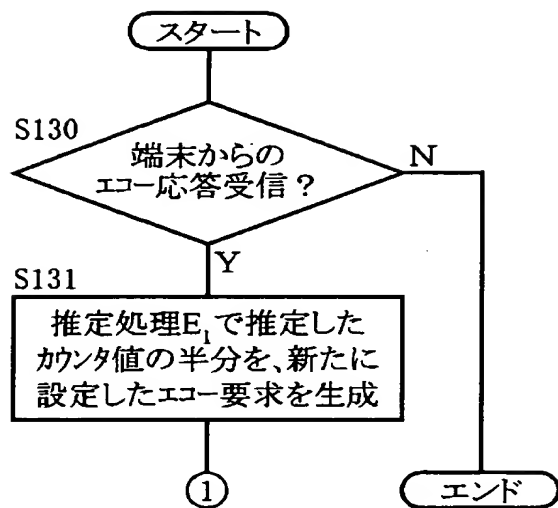 スタート
S130
端末からの
エコー応答受信？
N
Y
S131
推定処理E₁で推定した
カウンタ値の半分を、新たに
設定したエコー要求を生成
①
エンド